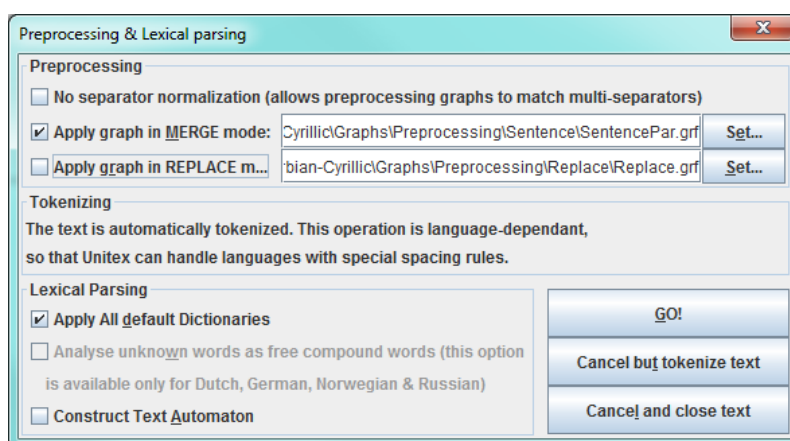 Preprocessing & Lexical parsing
Preprocessing
No separator normalization (allows preprocessing graphs to match multi-separators)
Apply graph in MERGE mode: Cyrillic\Graphs\Preprocessing\Sentence\SentencePar.grf Set...
Apply graph in REPLACE m... bian-Cyrillic\Graphs\Preprocessing\Replace\Replace.grf Set...
Tokenizing
The text is automatically tokenized. This operation is language-dependant,
so that Unitex can handle languages with special spacing rules.
Lexical Parsing
Apply All default Dictionaries
GO!
Analyse unknown words as free compound words (this option
is available only for Dutch, German, Norwegian & Russian)
Cancel but tokenize text
Construct Text Automaton
Cancel and close text